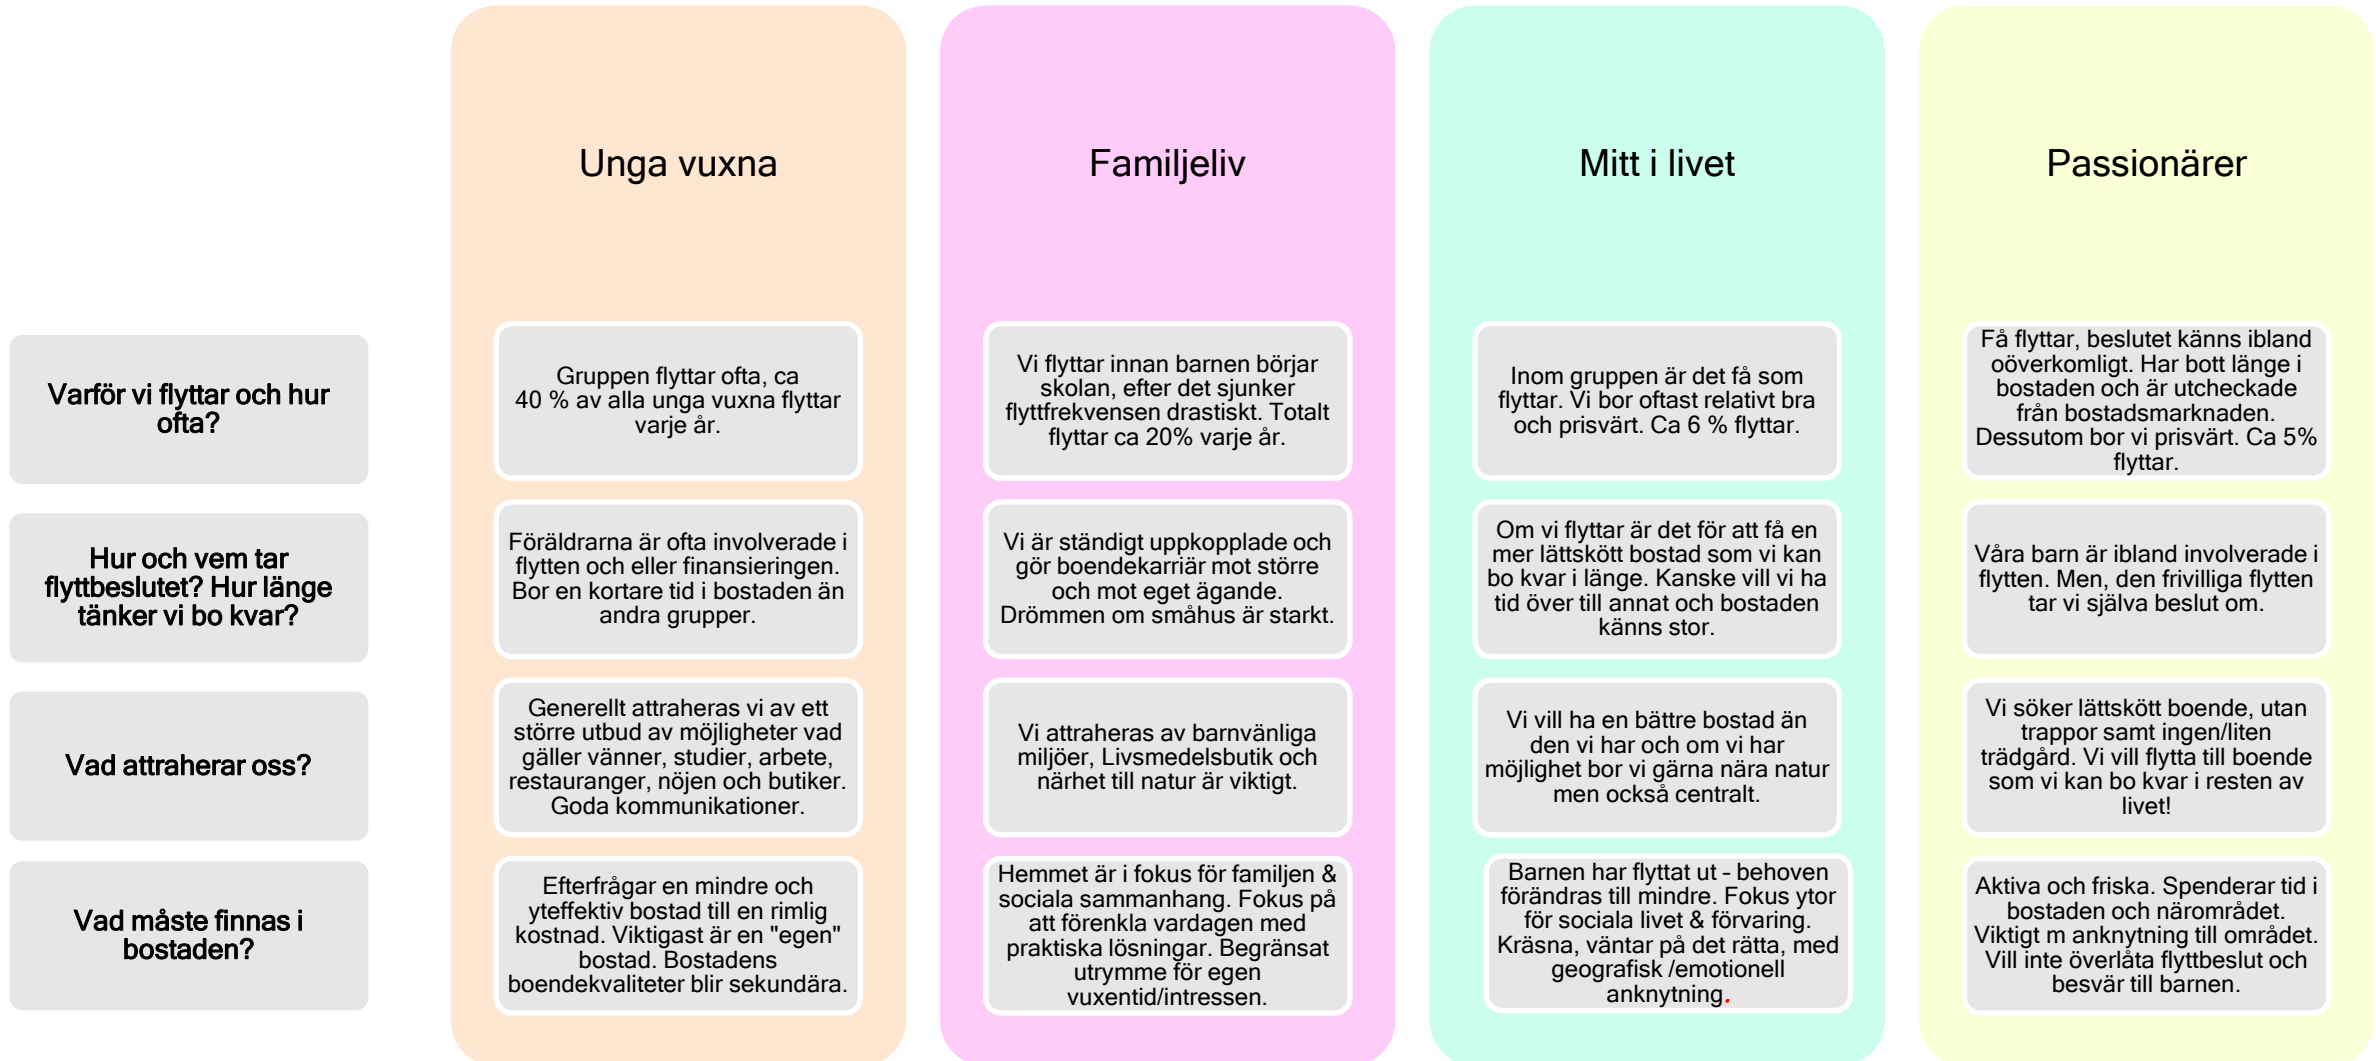 Unga vuxna
Familjeliv
Mitt i livet
Passionärer
Varför vi flyttar och hur
ofta?
Gruppen flyttar ofta, ca
40 % av alla unga vuxna flyttar
varje år.
Vi flyttar innan barnen börjar
skolan, efter det sjunker
flyttfrekvensen drastiskt. Totalt
flyttar ca 20% varje år.
Inom gruppen är det få som
flyttar. Vi bor oftast relativt bra
och prisvärt. Ca 6 % flyttar.
Få flyttar, beslutet känns ibland
oöverkomligt. Har bott länge i
bostaden och är utcheckade
från bostadsmarknaden.
Dessutom bor vi prisvärt. Ca 5%
flyttar.
Hur och vem tar
flyttbeslutet? Hur länge
tänker vi bo kvar?
Föräldrarna är ofta involverade i
flytten och eller finansieringen.
Bor en kortare tid i bostaden än
andra grupper.
Vi är ständigt uppkopplade och
gör boendekarriär mot större
och mot eget ägande.
Drömmen om småhus är starkt.
Om vi flyttar är det för att få en
mer lättskött bostad som vi kan
bo kvar i länge. Kanske vill vi ha
tid över till annat och bostaden
känns stor.
Våra barn är ibland involverade i
flytten. Men, den frivilliga flytten
tar vi själva beslut om.
Vad attraherar oss?
Generellt attraheras vi av ett
större utbud av möjligheter vad
gäller vänner, studier, arbete,
restauranger, nöjen och butiker.
Goda kommunikationer.
Vi attraheras av barnvänliga
miljöer, Livsmedelsbutik och
närhet till natur är viktigt.
Vi vill ha en bättre bostad än
den vi har och om vi har
möjlighet bor vi gärna nära natur
men också centralt.
Vi söker lättskött boende, utan
trappor samt ingen/liten
trädgård. Vi vill flytta till boende
som vi kan bo kvar i resten av
livet!
Vad måste finnas i
bostaden?
Efterfrågar en mindre och
yteffektiv bostad till en rimlig
kostnad. Viktigast är en "egen"
bostad. Bostadens
boendekvaliteter blir sekundära.
Hemmet är i fokus för familjen &
sociala sammanhang. Fokus på
att förenkla vardagen med
praktiska lösningar. Begränsat
utrymme för egen
vuxentid/intressen.
Barnen har flyttat ut - behoven
förändras till mindre. Fokus ytor
för sociala livet & förvaring.
Kräsna, väntar på det rätta, med
geografisk /emotionell
anknytning.
Aktiva och friska. Spenderar tid i
bostaden och närområdet.
Viktigt m anknytning till området.
Vill inte överlåta flyttbeslut och
besvär till barnen.